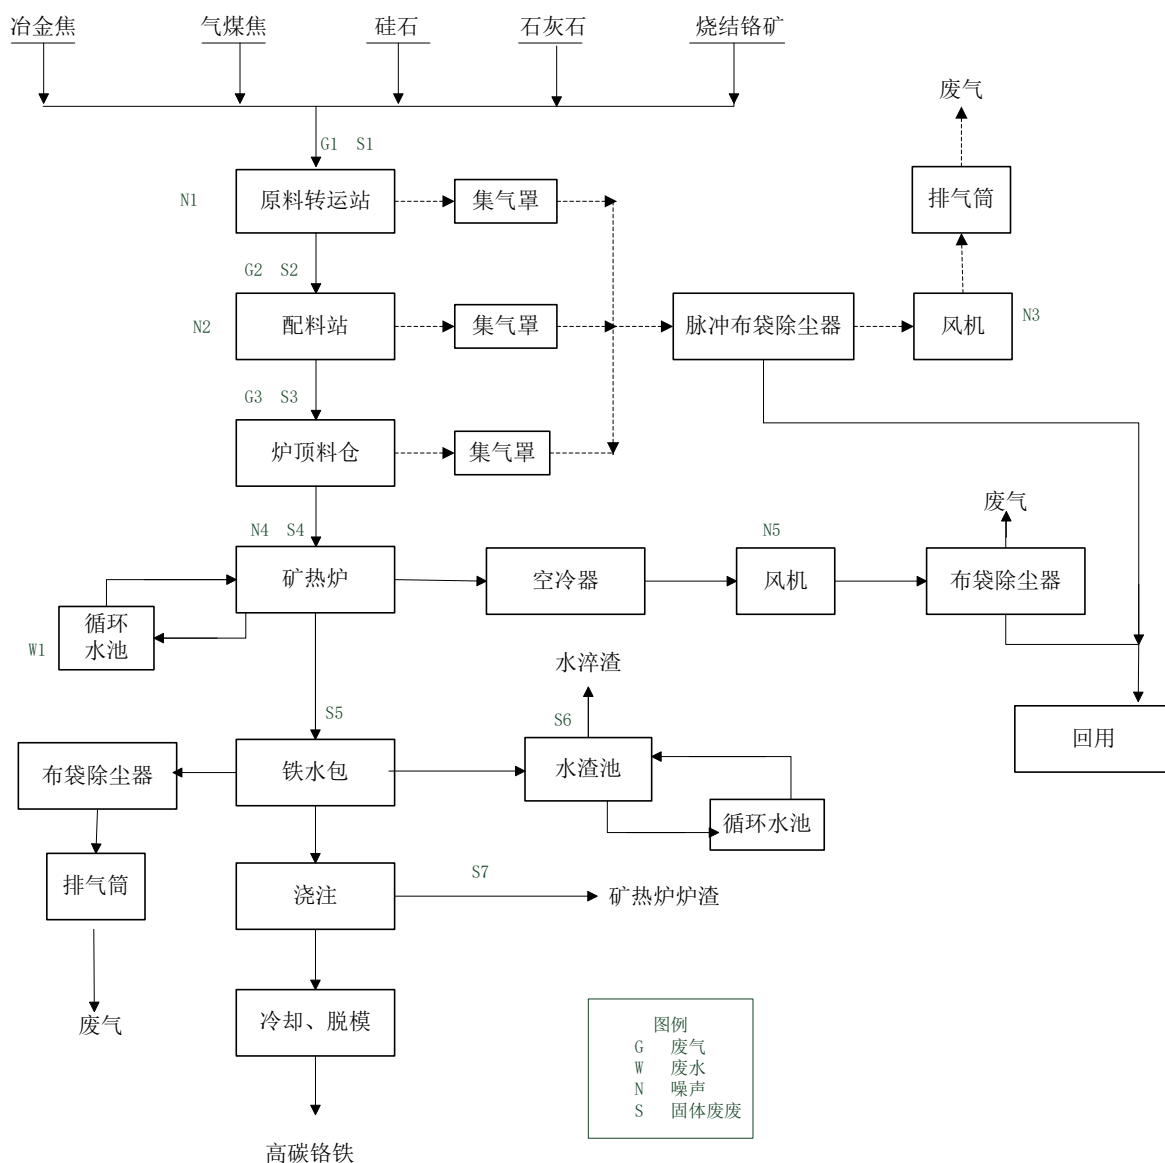 冶金焦 气煤焦 硅石 石灰石 烧结铬矿
废气
G1 S1
N1 原料转运站 集气罩 排气筒
G2 S2
N2 配料站 集气罩 脉冲布袋除尘器 风机 N3
G3 S3
炉顶料仓 集气罩
废气
N4 S4 N5
矿热炉 空冷器 风机 布袋除尘器
循环
水池
W1
水淬渣
S5 S6
回用
布袋除尘器 铁水包 水渣池
循环水池
S7
排气筒 浇注 矿热炉炉渣
废气 冷却、脱模
图例
G 废气
W 废水
N 噪声
S 固体废废
高碳铬铁